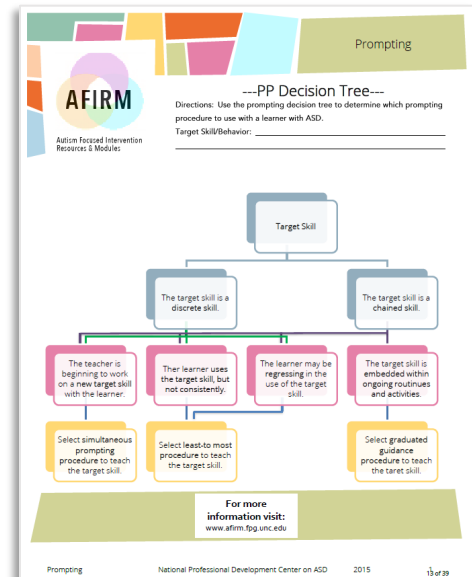 Prompting
AFIRM
Autism Focused Intervention
Resources & Modules
---PP Decision Tree---
Directions: Use the prompting decision tree to determine which prompting
procedure to use with a learner with ASD.
Target Skill/Behavior:
Target Skill
The target skill is a
discrete skill.
The target skill is a
chained skill.
The teacher is
beginning to work
on a new target skill
with the learner.
Ther learner uses
the target skill, but
not consistently.
The learner may be
regressing in the
use of the target
skill.
The target skill is
embedded within
ongoing routinues
and activities.
Select simultaneous
prompting
procedure to teach
the target skill.
Select least-to most
procedure to teach
the target skill.
Select graduated
guidance
procedure to teach
the taret skill.
For more
information visit:
www.afirm.fpg.unc.edu
Prompting National Professional Development Center on ASD 2015 1
13 of 39